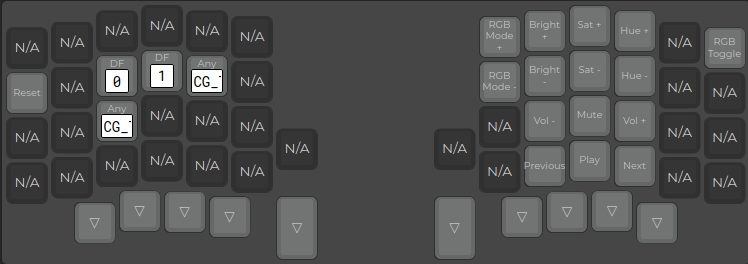 N/A
N/A
N/A
N/A
N/A
N/A
RGB
Mode
+
Bright
+
Sat +
Hue +
N/A
RGB
Toggle
Reset
N/A
DF
0
DF
1
Any
CG_
N/A
RGB
Mode -
Bright
-
Sat -
Hue -
N/A
N/A
N/A
N/A
Any
CG_
N/A
N/A
N/A
N/A
Vol -
Mute
Vol +
N/A
N/A
N/A
N/A
N/A
N/A
N/A
N/A
N/A
N/A
N/A
Previous
Play
Next
N/A
N/A